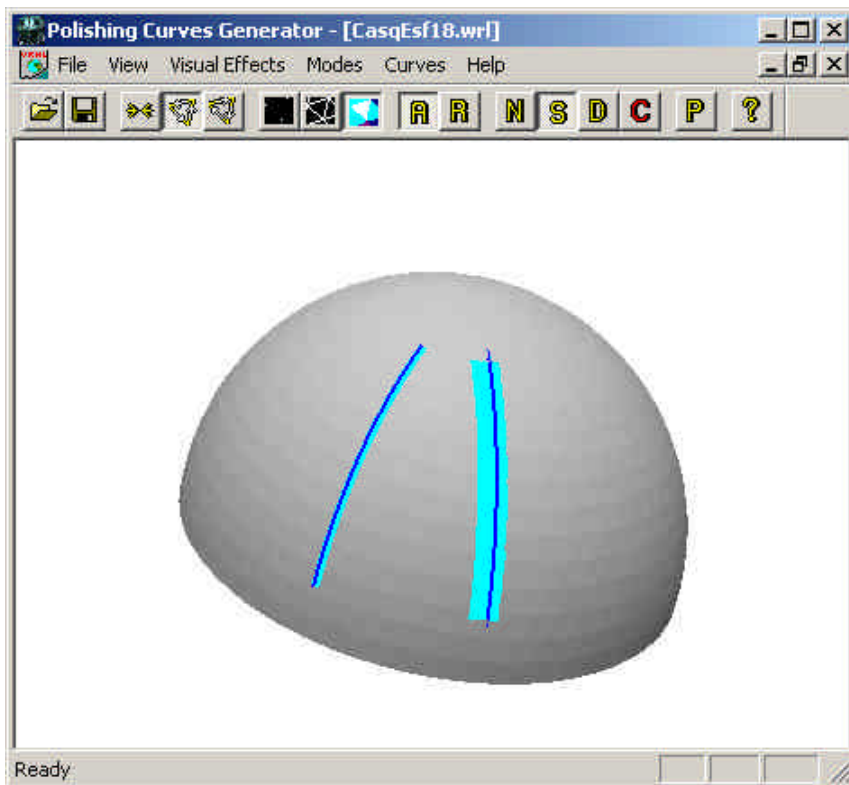 Polishing Curves Generator - [CasqEsf18.wrl]
File View Visual Effects Modes Curves Help
A R N S D C P ?
Ready